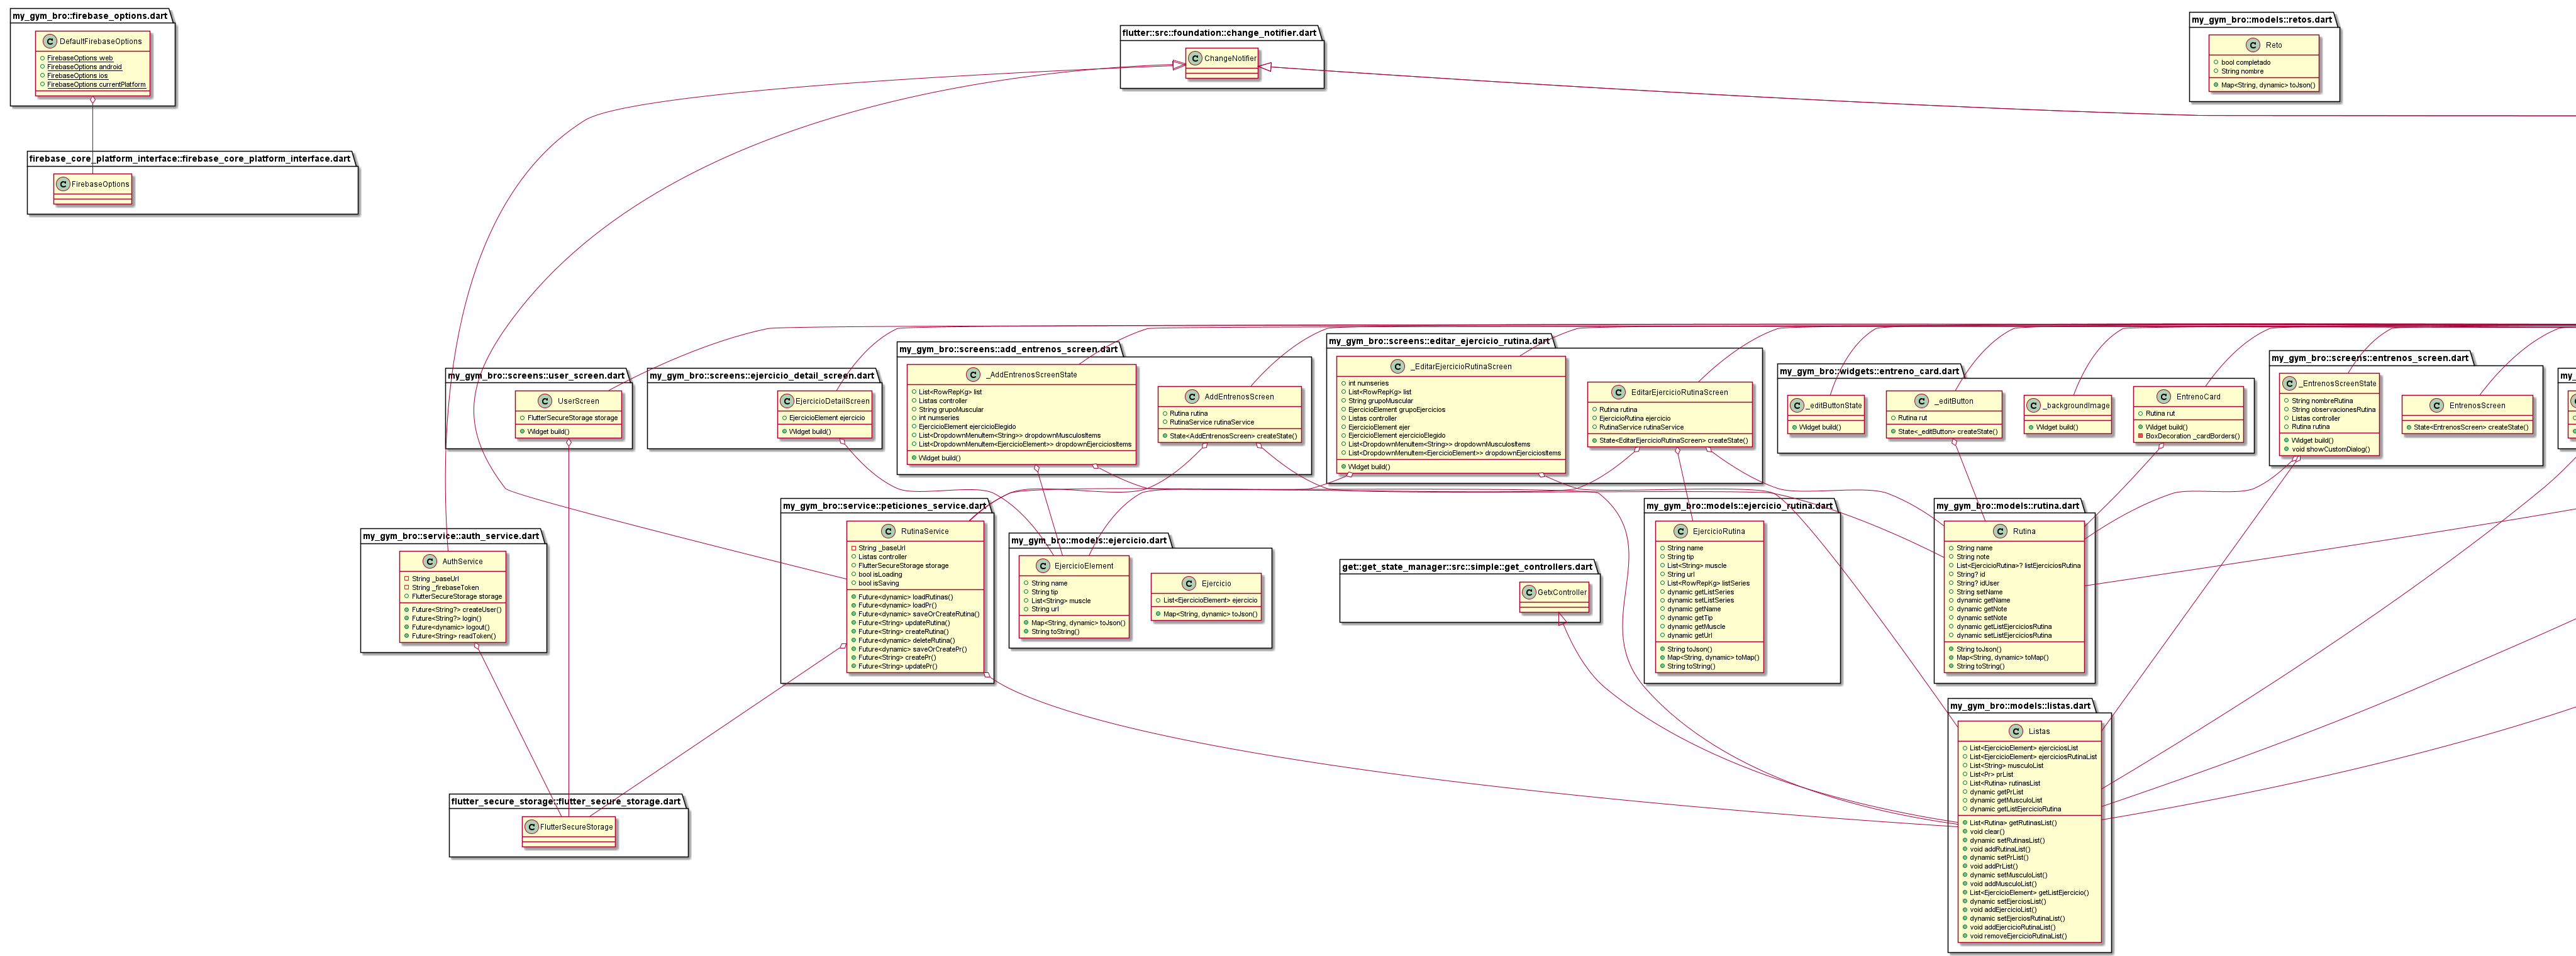 my_gym_bro::firebase_options.dart
DefaultFirebaseOptions
FirebaseOptions web
FirebaseOptions android
FirebaseOptions ios
FirebaseOptions currentPlatform
flutter::src::foundation::change_notifier.dart
ChangeNotifier
my_gym_bro::models::retos.dart
Reto
bool completado
String nombre
Map<String, dynamic> toJson()
firebase_core_platform_interface::firebase_core_platform_interface.dart
FirebaseOptions
my_gym_bro::screens::user_screen.dart
UserScreen
FlutterSecureStorage storage
Widget build()
my_gym_bro::screens::ejercicio_detail_screen.dart
EjercicioDetailScreen
EjercicioElement ejercicio
Widget build()
my_gym_bro::screens::add_entrenos_screen.dart
_AddEntrenosScreenState
List<RowRepKg> list
Listas controller
String grupoMuscular
int numseries
EjercicioElement ejercicioElegido
List<DropdownMenuItem<String>> dropdownMusculosItems
List<DropdownMenuItem<EjercicioElement>> dropdownEjerciciosItems
Widget build()
AddEntrenosScreen
Rutina rutina
RutinaService rutinaService
State<AddEntrenosScreen> createState()
my_gym_bro::screens::editar_ejercicio_rutina.dart
_EditarEjercicioRutinaScreen
int numseries
List<RowRepKg> list
String grupoMuscular
EjercicioElement grupoEjercicios
Listas controller
EjercicioElement ejer
EjercicioElement ejercicioElegido
List<DropdownMenuItem<String>> dropdownMusculosItems
List<DropdownMenuItem<EjercicioElement>> dropdownEjerciciosItems
Widget build()
EditarEjercicioRutinaScreen
Rutina rutina
EjercicioRutina ejercicio
RutinaService rutinaService
State<EditarEjercicioRutinaScreen> createState()
my_gym_bro::widgets::entreno_card.dart
_editButtonState
Widget build()
_editButton
Rutina rut
State<_editButton> createState()
_backgroundImage
Widget build()
EntrenoCard
Rutina rut
Widget build()
BoxDecoration _cardBorders()
my_gym_bro::screens::entrenos_screen.dart
_EntrenosScreenState
String nombreRutina
String observacionesRutina
Listas controller
Rutina rutina
Widget build()
void showCustomDialog()
EntrenosScreen
State<EntrenosScreen> createState()
my_gym_bro::service::auth_service.dart
AuthService
String _baseUrl
String _firebaseToken
FlutterSecureStorage storage
Future<String?> createUser()
Future<String?> login()
Future<dynamic> logout()
Future<String> readToken()
my_gym_bro::service::peticiones_service.dart
RutinaService
String _baseUrl
Listas controller
FlutterSecureStorage storage
bool isLoading
bool isSaving
Future<dynamic> loadRutinas()
Future<dynamic> loadPr()
Future<dynamic> saveOrCreateRutina()
Future<String> updateRutina()
Future<String> createRutina()
Future<dynamic> deleteRutina()
Future<dynamic> saveOrCreatePr()
Future<String> createPr()
Future<String> updatePr()
my_gym_bro::models::ejercicio.dart
EjercicioElement
String name
String tip
List<String> muscle
String url
Map<String, dynamic> toJson()
String toString()
Ejercicio
List<EjercicioElement> ejercicio
Map<String, dynamic> toJson()
get::get_state_manager::src::simple::get_controllers.dart
GetxController
my_gym_bro::models::ejercicio_rutina.dart
EjercicioRutina
String name
String tip
List<String> muscle
String url
List<RowRepKg> listSeries
dynamic getListSeries
dynamic setListSeries
dynamic getName
dynamic getTip
dynamic getMuscle
dynamic getUrl
String toJson()
Map<String, dynamic> toMap()
String toString()
my_gym_bro::models::rutina.dart
Rutina
String name
String note
List<EjercicioRutina>? listEjerciciosRutina
String? id
String? idUser
String setName
dynamic getName
dynamic getNote
dynamic setNote
dynamic getListEjerciciosRutina
dynamic setListEjerciciosRutina
String toJson()
Map<String, dynamic> toMap()
String toString()
my_gym_bro::models::listas.dart
Listas
List<EjercicioElement> ejerciciosList
List<EjercicioElement> ejerciciosRutinaList
List<String> musculoList
List<Pr> prList
List<Rutina> rutinasList
dynamic getPrList
dynamic getMusculoList
dynamic getListEjercicioRutina
List<Rutina> getRutinasList()
void clear()
dynamic setRutinasList()
void addRutinaList()
dynamic setPrList()
void addPrList()
dynamic setMusculoList()
void addMusculoList()
List<EjercicioElement> getListEjercicio()
dynamic setEjerciosList()
void addEjercicioList()
dynamic setEjerciosRutinaList()
void addEjercicioRutinaList()
void removeEjercicioRutinaList()
flutter_secure_storage::flutter_secure_storage.dart
FlutterSecureStorage